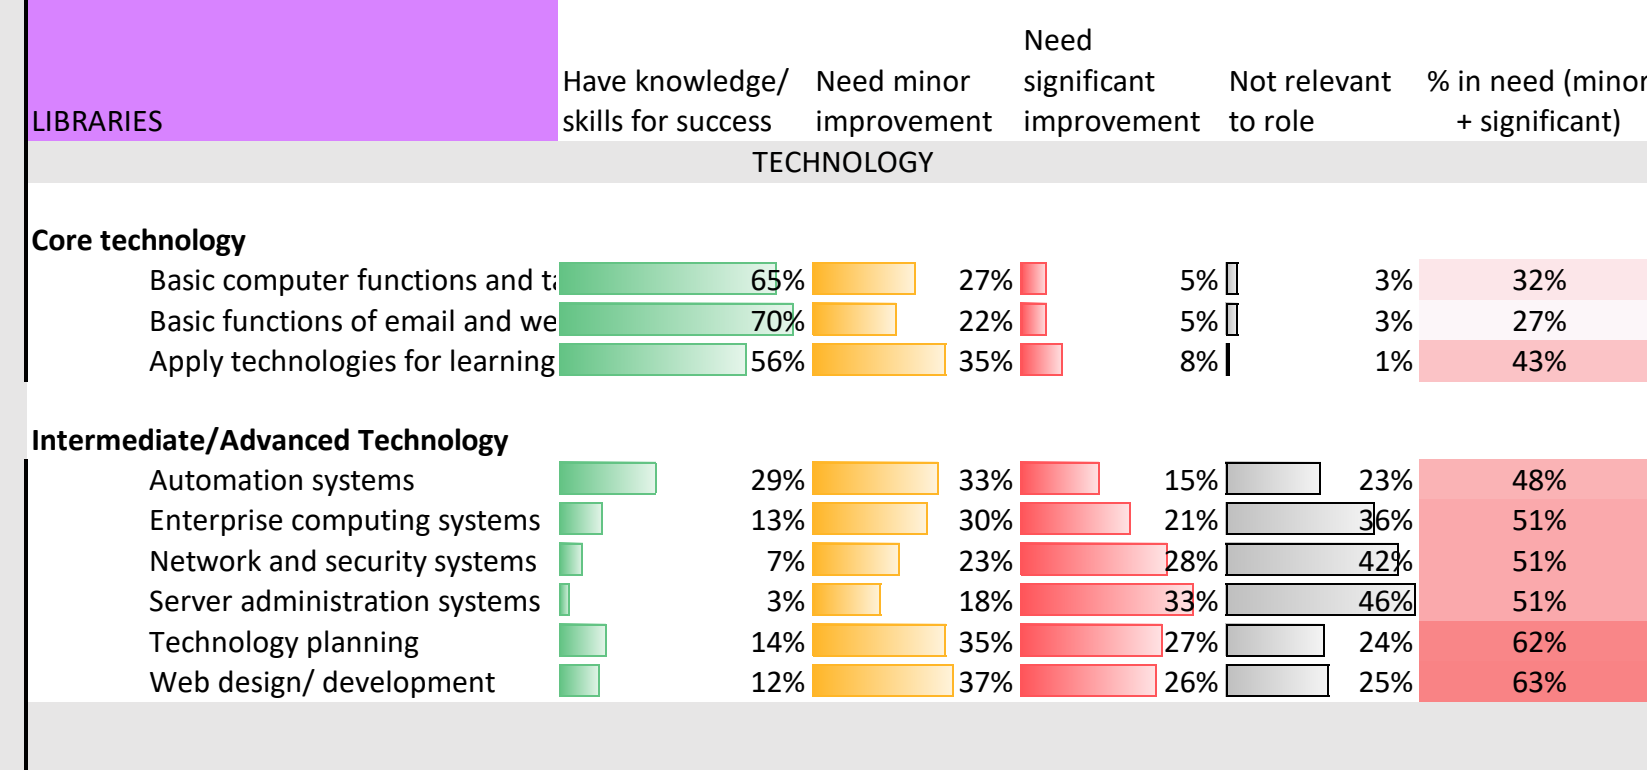 Need
Have knowledge/ Need minor significant Not relevant % in need (minor
LIBRARIES skills for success improvement improvement to role + significant)
TECHNOLOGY
Core technology
Basic computer functions and ta 65% 27% 5% 3% 32%
Basic functions of email and we 70% 22% 5% 3% 27%
Apply technologies for learning 56% 35% 8% 1% 43%
Intermediate/Advanced Technology
Automation systems 29% 33% 15% 23% 48%
Enterprise computing systems 13% 30% 21% 36% 51%
Network and security systems 7% 23% 28% 42% 51%
Server administration systems 3% 18% 33% 46% 51%
Technology planning 14% 35% 27% 24% 62%
Web design/ development 12% 37% 26% 25% 63%